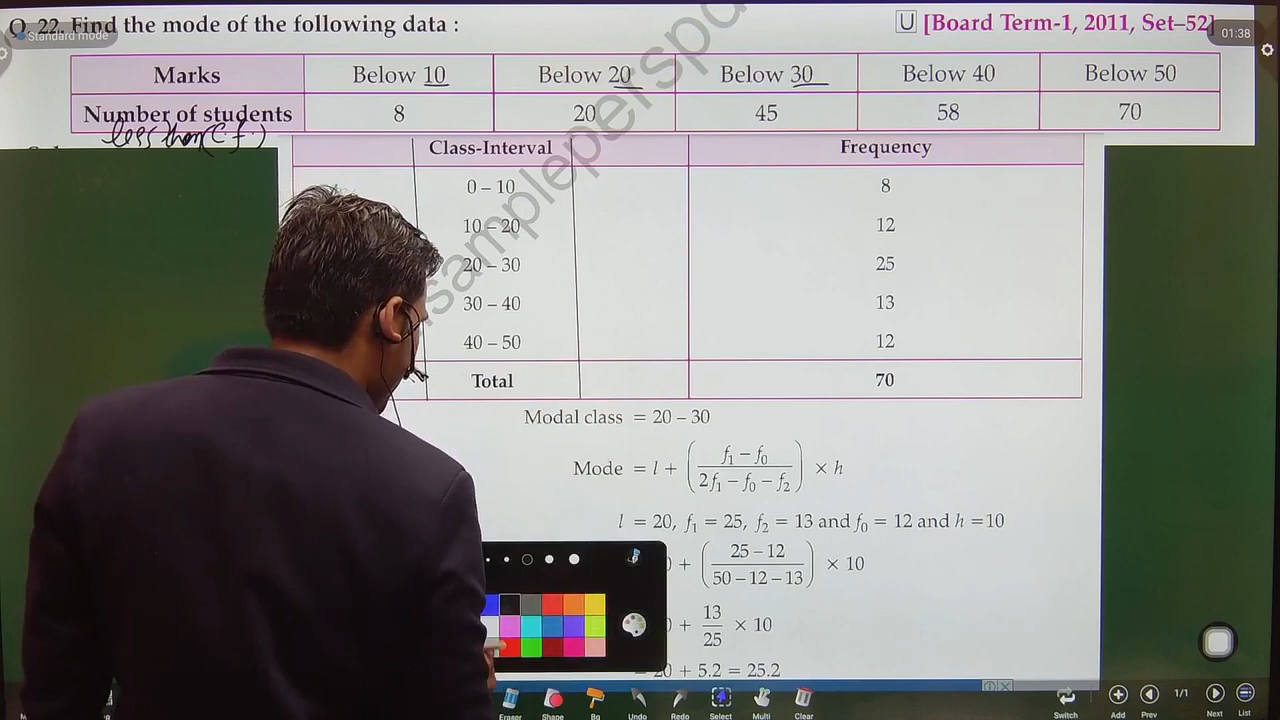 Q. 22. Find the mode of the following data : U [Board Term-1, 2011, Set–52]
Standard mode
01:38
Marks Below 10 Below 20 Below 30 Below 40 Below 50
Number of students 8 20 45 58 70
less than (c f.)
Class-Interval Frequency
0 – 10 8
10 – 20 12
20 – 30 25
30 – 40 13
40 – 50 12
Total 70
samplepapers
Modal class = 20 – 30
Mode = l + ( f1 – f0 / 2f1 – f0 – f2 ) × h
l = 20, f1 = 25, f2 = 13 and f0 = 12 and h =10
+ ( 25 – 12 / 50 – 12 – 13 ) × 10
+ 13 / 25 × 10
= 20 + 5.2 = 25.2
Eraser Shape Bg Undo Redo Select Multi Clear Switch Add Prev 1/1 Next List